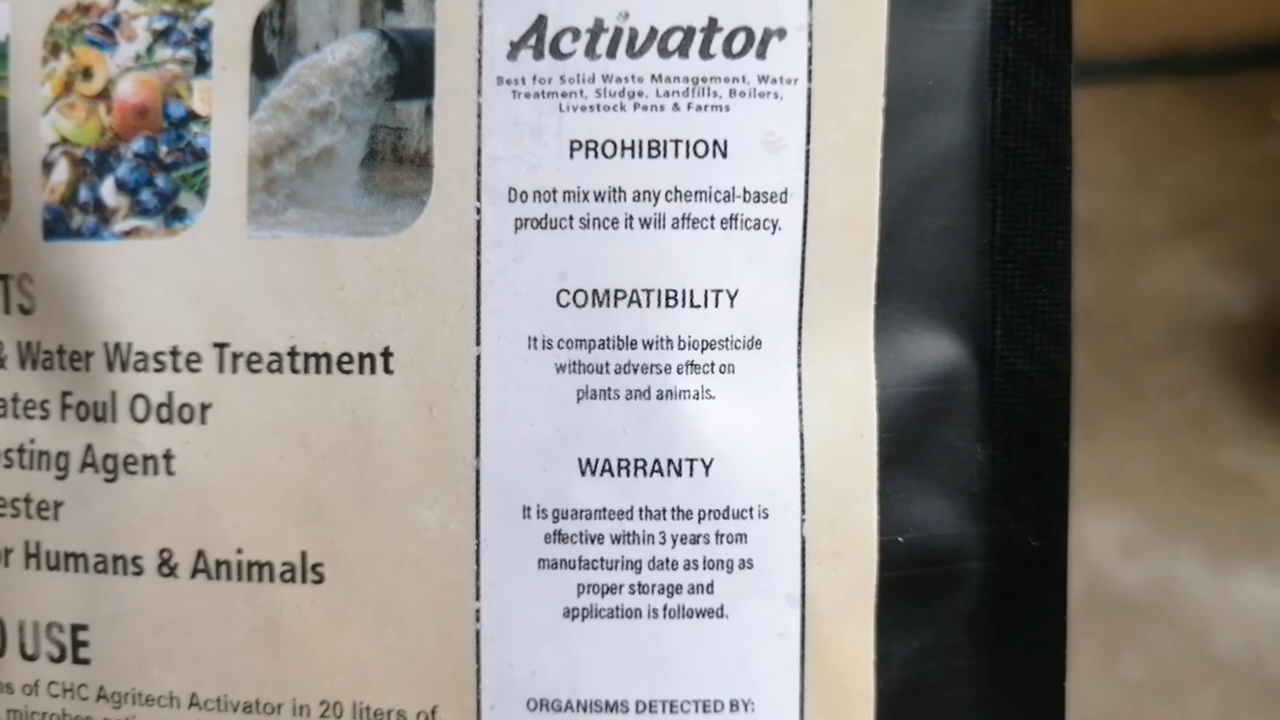 TS
& Water Waste Treatment
ates Foul Odor
sting Agent
ester
r Humans & Animals
USE
of CHC Agritech Activator in 20 liters of
microbes
Activator
Best for Solid Waste Management, Water
Treatment, Sludge, Landfills, Boilers,
Livestock Pens & Farms
PROHIBITION
Do not mix with any chemical-based
product since it will affect efficacy.
COMPATIBILITY
It is compatible with biopesticide
without adverse effect on
plants and animals.
WARRANTY
It is guaranteed that the product is
effective within 3 years from
manufacturing date as long as
proper storage and
application is followed.
ORGANISMS DETECTED BY: